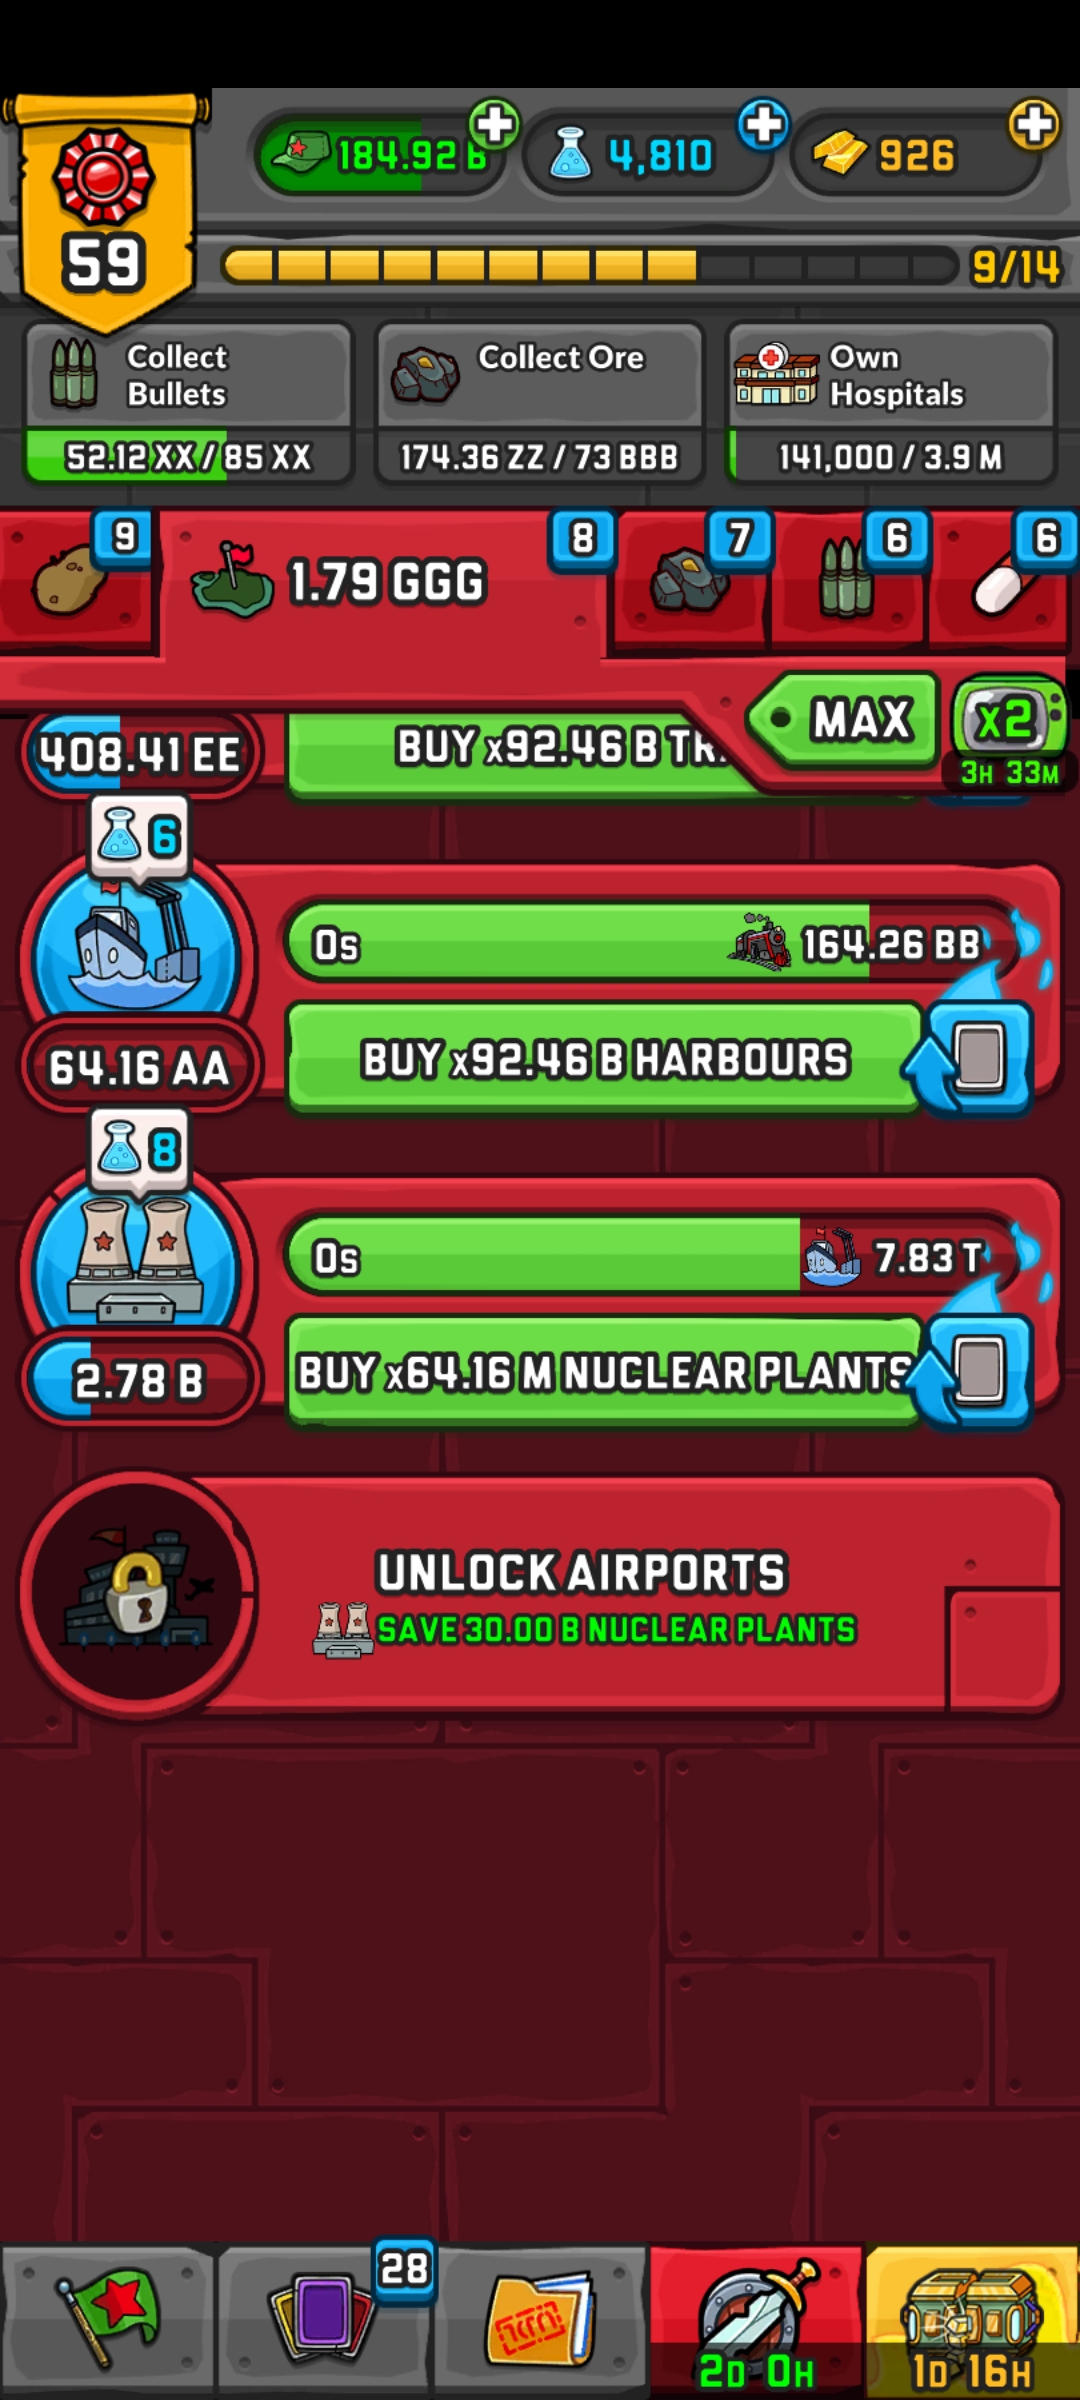 184.92 B
4,810
926
59
9/14
Collect
Bullets
52.12 XX / 85 XX
Collect Ore
174.36 ZZ / 73 BBB
Own
Hospitals
141,000 / 3.9 M
9
1.79 GGG
8
7
6
6
MAX
x2
3H 33M
408.41 EE
BUY x92.46 B
6
0s
164.26 BB
64.16 AA
BUY x92.46 B HARBOURS
8
0s
7.83 T
2.78 B
BUY x64.16 M NUCLEAR PLANTS
UNLOCK AIRPORTS
SAVE 30.00 B NUCLEAR PLANTS
28
2D 0H
1D 16H